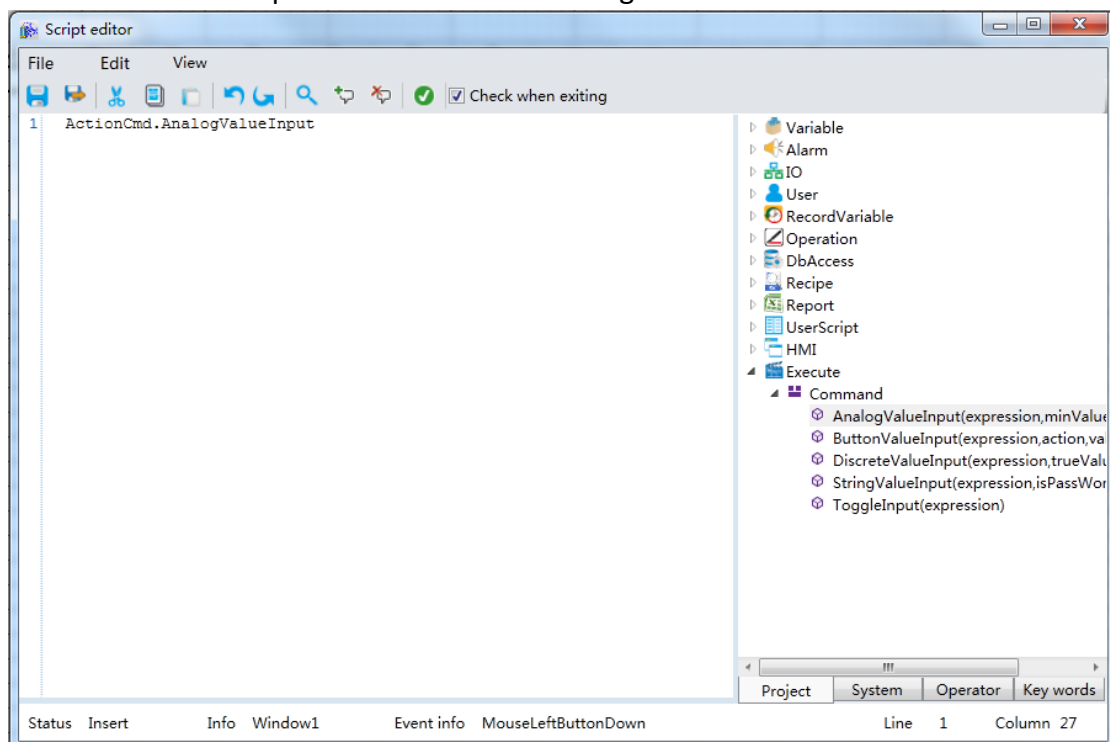 Script editor
File Edit View
Check when exiting
1 ActionCmd.AnalogValueInput
Variable
Alarm
IO
User
RecordVariable
Operation
DbAccess
Recipe
Report
UserScript
HMI
Execute
Command
AnalogValueInput(expression,minValue
ButtonValueInput(expression,action,va
DiscreteValueInput(expression,trueValu
StringValueInput(expression,isPassWor
ToggleInput(expression)
Project System Operator Key words
Status Insert Info Window1 Event info MouseLeftButtonDown Line 1 Column 27